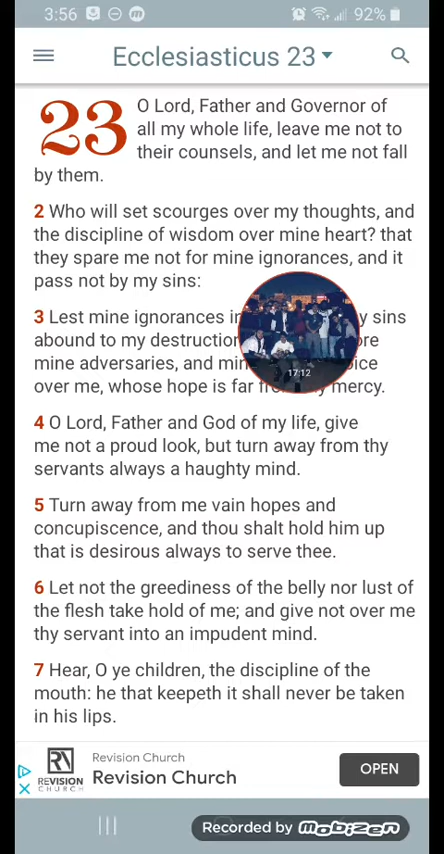 3:56 92%
Ecclesiasticus 23
23 O Lord, Father and Governor of
all my whole life, leave me not to
their counsels, and let me not fall
by them.
2 Who will set scourges over my thoughts, and
the discipline of wisdom over mine heart? that
they spare me not for mine ignorances, and it
pass not by my sins:
3 Lest mine ignorances sins
abound to my destruction
mine adversaries, and
over me, whose hope is far mercy.
17:12
4 O Lord, Father and God of my life, give
me not a proud look, but turn away from thy
servants always a haughty mind.
5 Turn away from me vain hopes and
concupiscence, and thou shalt hold him up
that is desirous always to serve thee.
6 Let not the greediness of the belly nor lust of
the flesh take hold of me; and give not over me
thy servant into an impudent mind.
7 Hear, O ye children, the discipline of the
mouth: he that keepeth it shall never be taken
in his lips.
REVISION
CHURCH
Revision Church
Revision Church
OPEN
Recorded by mobizen